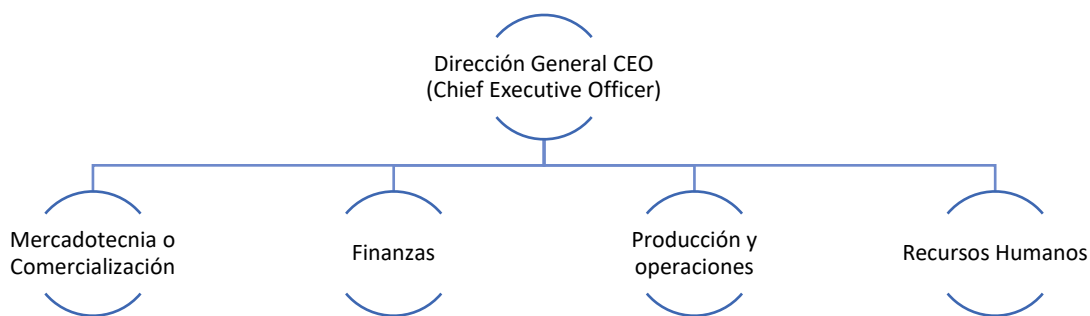 Dirección General CEO
(Chief Executive Officer)
Mercadotecnia o
Comercialización
Finanzas
Producción y
operaciones
Recursos Humanos